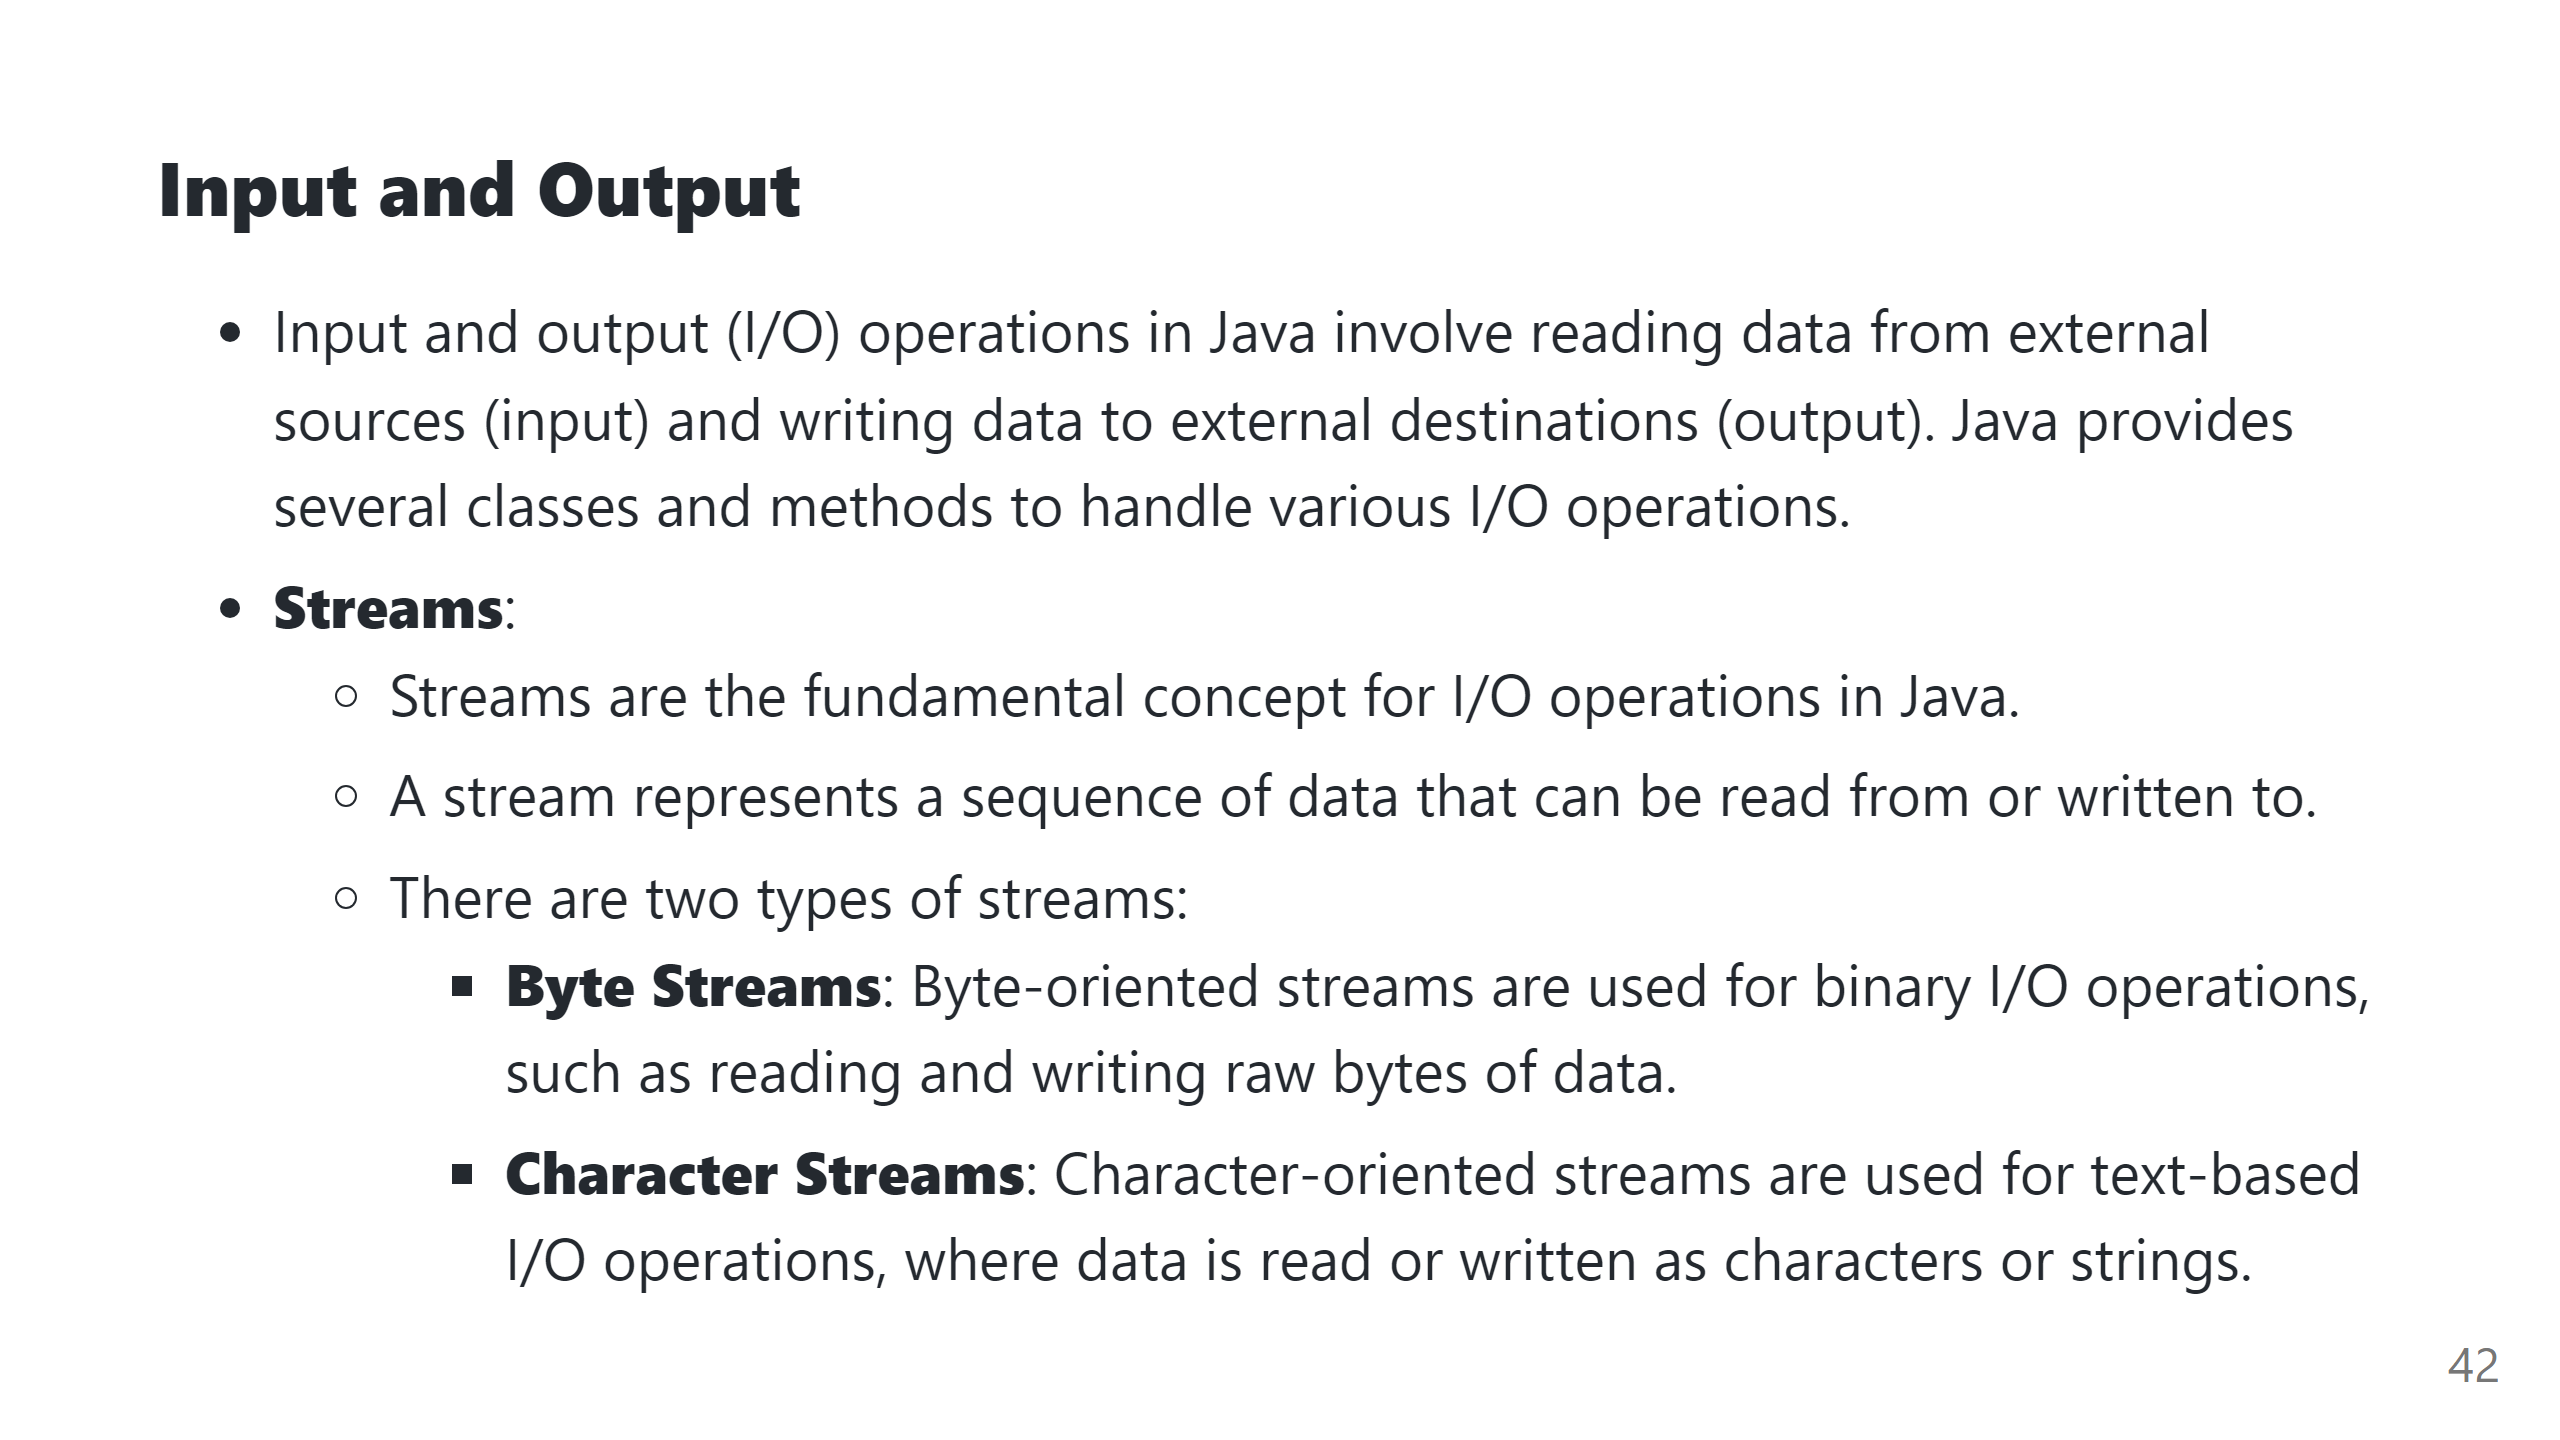 Input and Output
• Input and output (I/O) operations in Java involve reading data from external
sources (input) and writing data to external destinations (output). Java provides
several classes and methods to handle various I/O operations.
• Streams:
○ Streams are the fundamental concept for I/O operations in Java.
○ A stream represents a sequence of data that can be read from or written to.
○ There are two types of streams:
▪ Byte Streams: Byte-oriented streams are used for binary I/O operations,
such as reading and writing raw bytes of data.
▪ Character Streams: Character-oriented streams are used for text-based
I/O operations, where data is read or written as characters or strings.
42